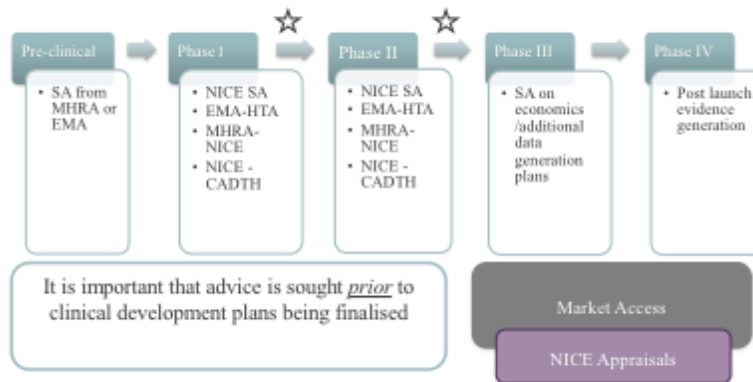 Pre-clinical
Phase I
Phase II
Phase III
Phase IV
• SA from
MHRA or
EMA
• NICE SA
• EMA-HTA
• MHRA-
NICE
• NICE -
CADTH
• NICE SA
• EMA-HTA
• MHRA-
NICE
• NICE -
CADTH
• SA on
economics
/additional
data
generation
plans
• Post launch
evidence
generation
It is important that advice is sought prior to
clinical development plans being finalised
Market Access
NICE Appraisals